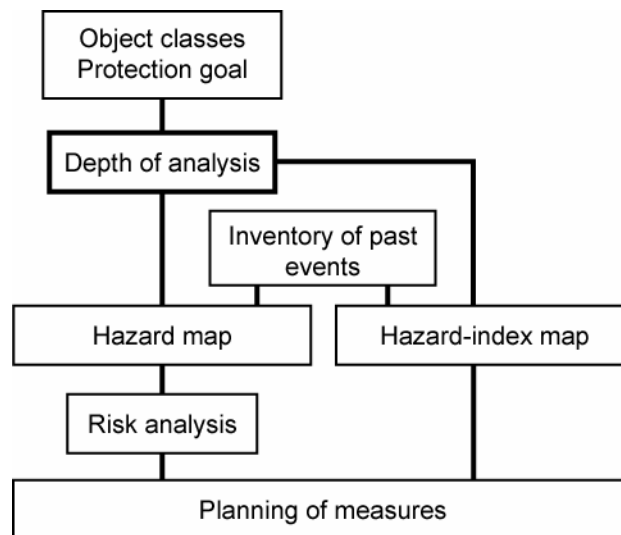 Object classes
Protection goal
Depth of analysis
Inventory of past
events
Hazard map
Hazard-index map
Risk analysis
Planning of measures